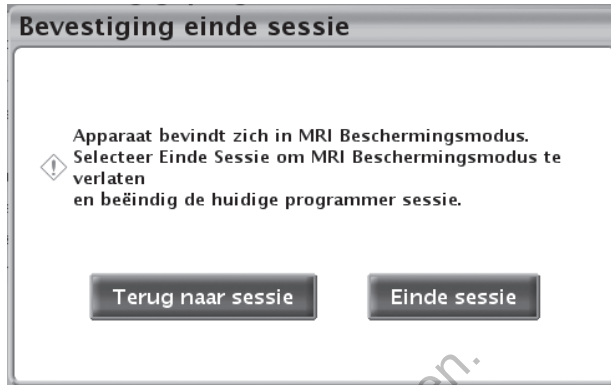 Bevestiging einde sessie
Apparaat bevindt zich in MRI Beschermingsmodus.
Selecteer Einde Sessie om MRI Beschermingsmodus te
verlaten
en beëindig de huidige programmer sessie.
Terug naar sessie
Einde sessie
en.